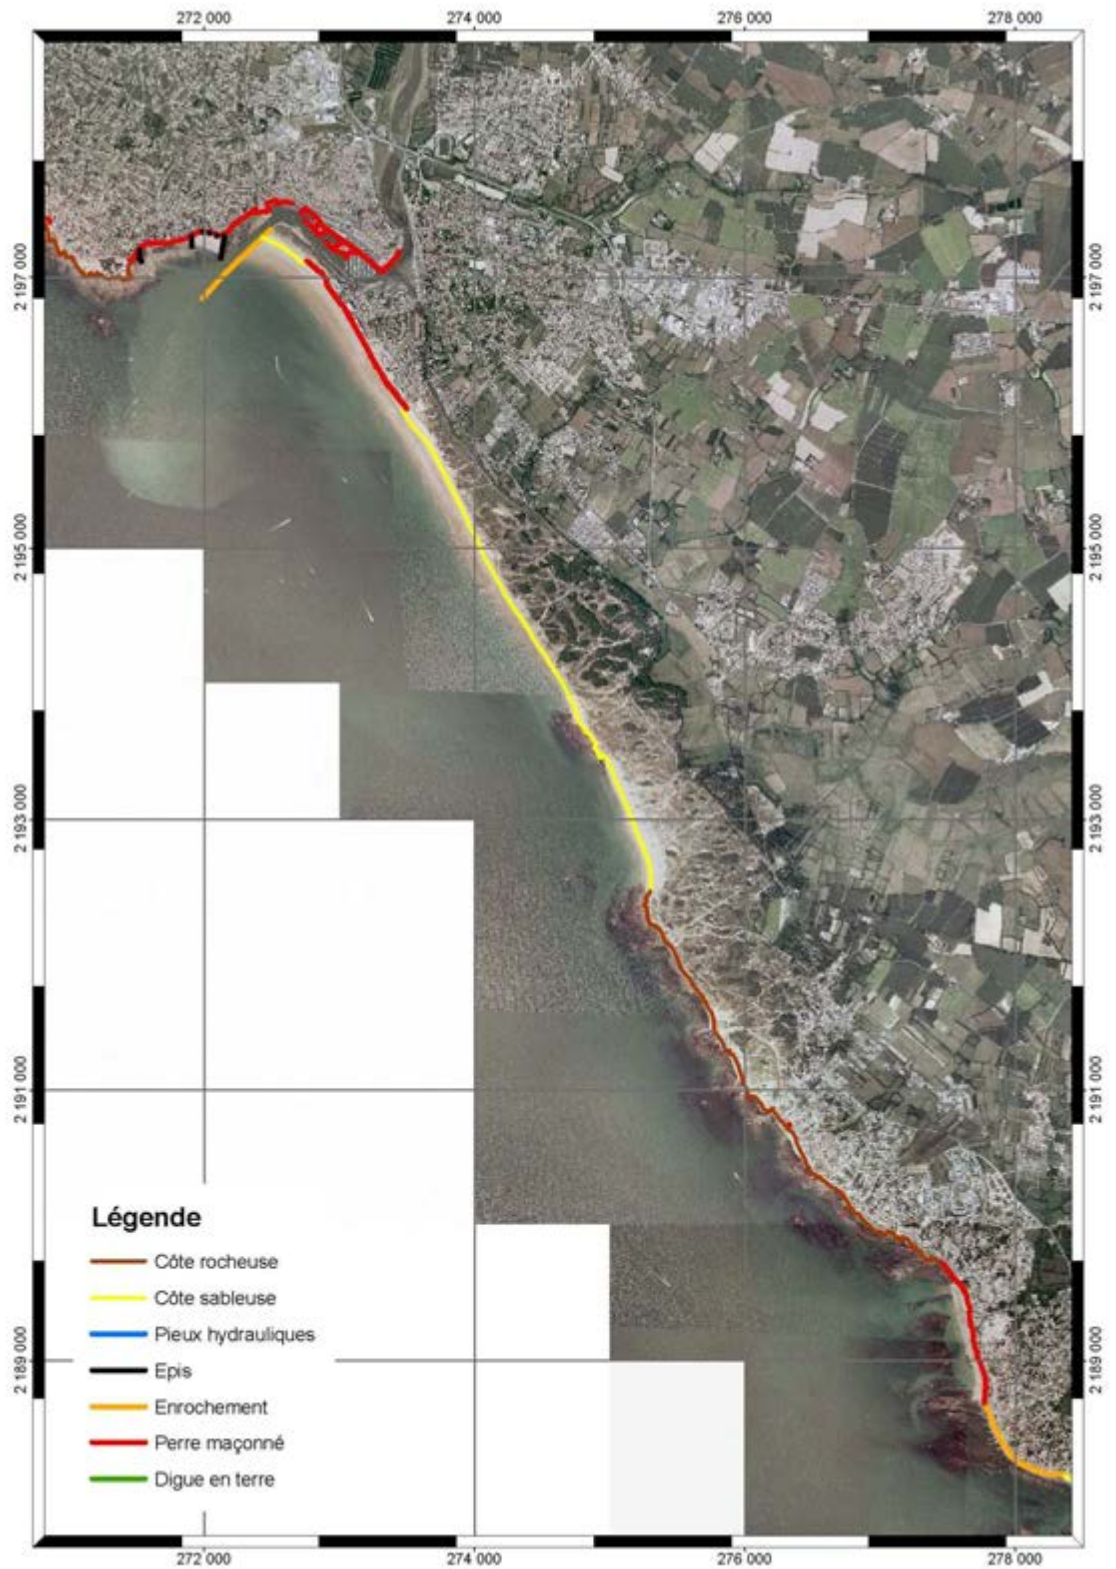 272 000 274 000 276 000 278 000
2 197 000 2 197 000
2 195 000 2 195 000
2 193 000 2 193 000
2 191 000 2 191 000
2 189 000 2 189 000
Légende
Côte rocheuse
Côte sableuse
Pieux hydrauliques
Epis
Enrochement
Perre maçonné
Digue en terre
272 000 274 000 276 000 278 000